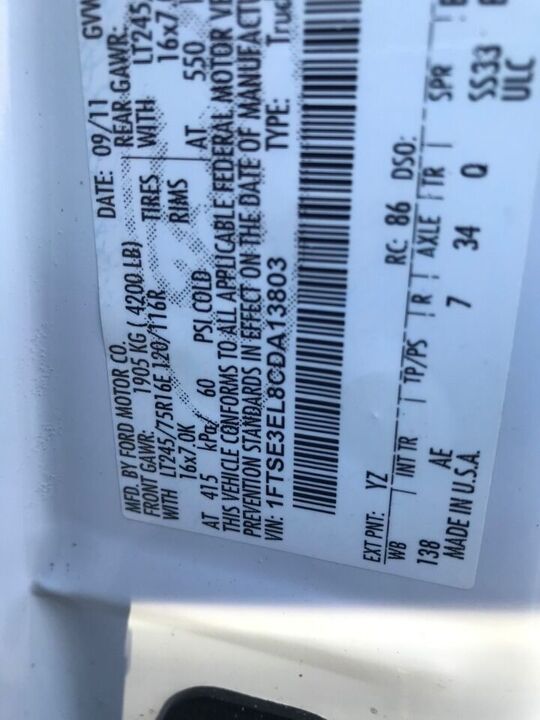 MFD. BY FORD MOTOR CO. DATE: 09/11 GVW
FRONT GAWR: 1905 KG ( 4200 LB) REAR GAWR:
WITH LT245/75R16E 120/116R TIRES WITH LT245
16x7.0K RIMS 16x7
AT 415 kPa/ 60 PSI COLD AT 550
THIS VEHICLE CONFORMS TO ALL APPLICABLE FEDERAL MOTOR VE
PREVENTION STANDARDS IN EFFECT ON THE DATE OF MANUFACT
VIN: 1FTSE3EL8CDA13803 TYPE: Truc
EXT PNT: YZ RC: 86 DSO:
WB INT TR TP/PS R AXLE TR SPR
138 AE 7 34 Q SS33
MADE IN U.S.A. ULC